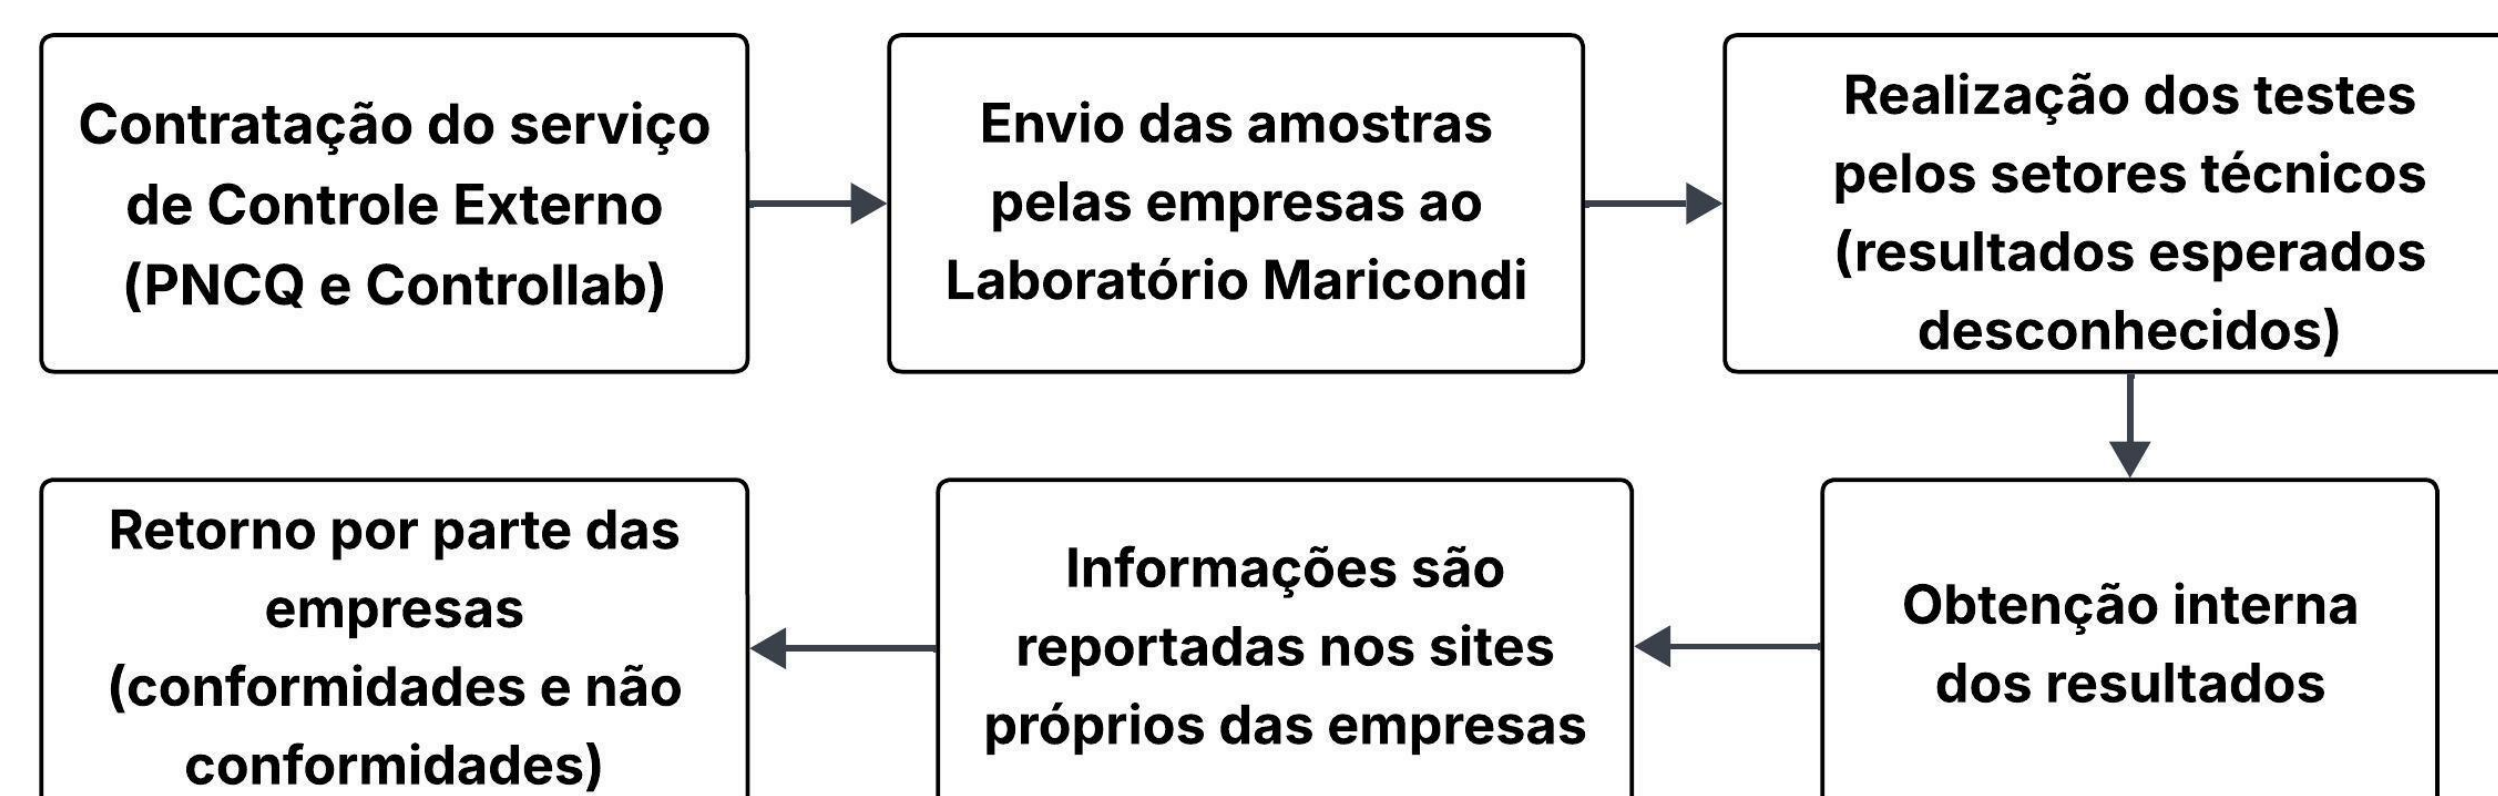 Contratação do serviço
de Controle Externo
(PNCQ e Controllab)
Envio das amostras
pelas empresas ao
Laboratório Maricondi
Realização dos testes
pelos setores técnicos
(resultados esperados
desconhecidos)
Obtenção interna
dos resultados
Informações são
reportadas nos sites
próprios das empresas
Retorno por parte das
empresas
(conformidades e não
conformidades)